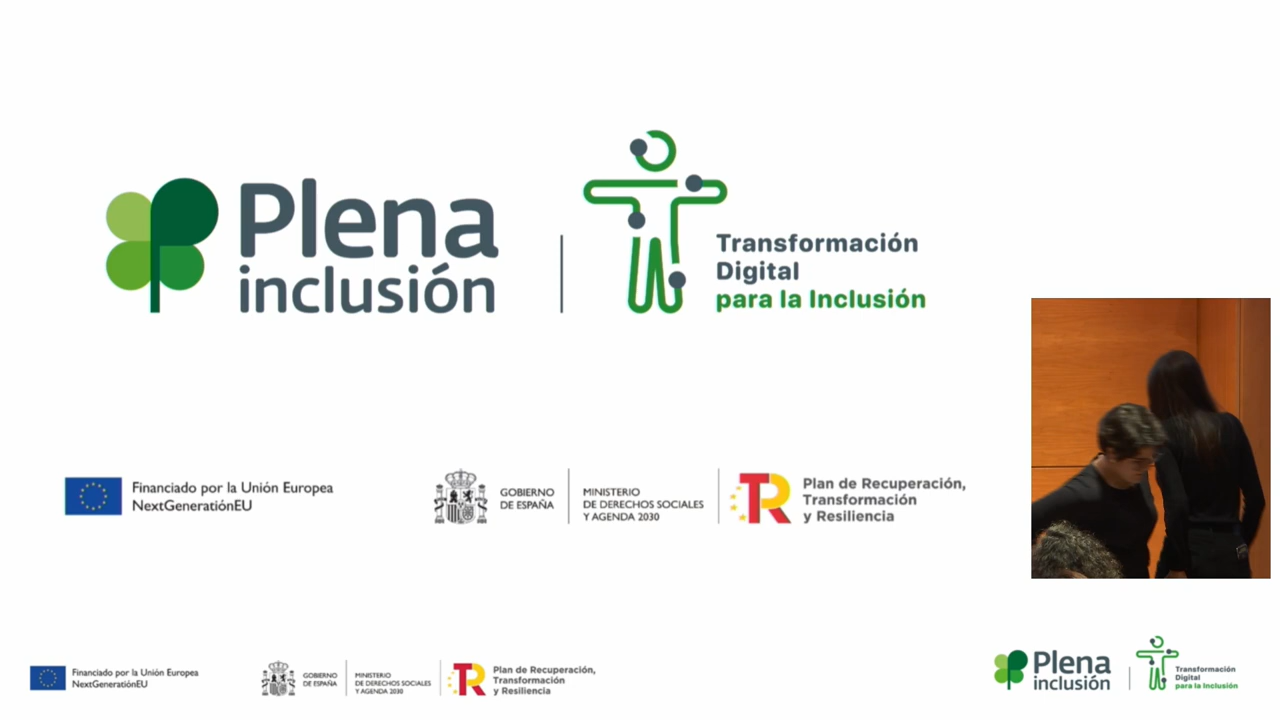 Plena
inclusión
Transformación
Digital
para la Inclusión
Financiado por la Unión Europea
NextGenerationEU
GOBIERNO
DE ESPAÑA
MINISTERIO
DE DERECHOS SOCIALES
Y AGENDA 2030
TR
Plan de Recuperación,
Transformación
y Resiliencia
Financiado por la Unión Europea
NextGenerationEU
GOBIERNO
DE ESPAÑA
MINISTERIO
DE DERECHOS SOCIALES
Y AGENDA 2030
TR
Plan de Recuperación,
Transformación
y Resiliencia
Plena
inclusión
Transformación
Digital
para la Inclusión